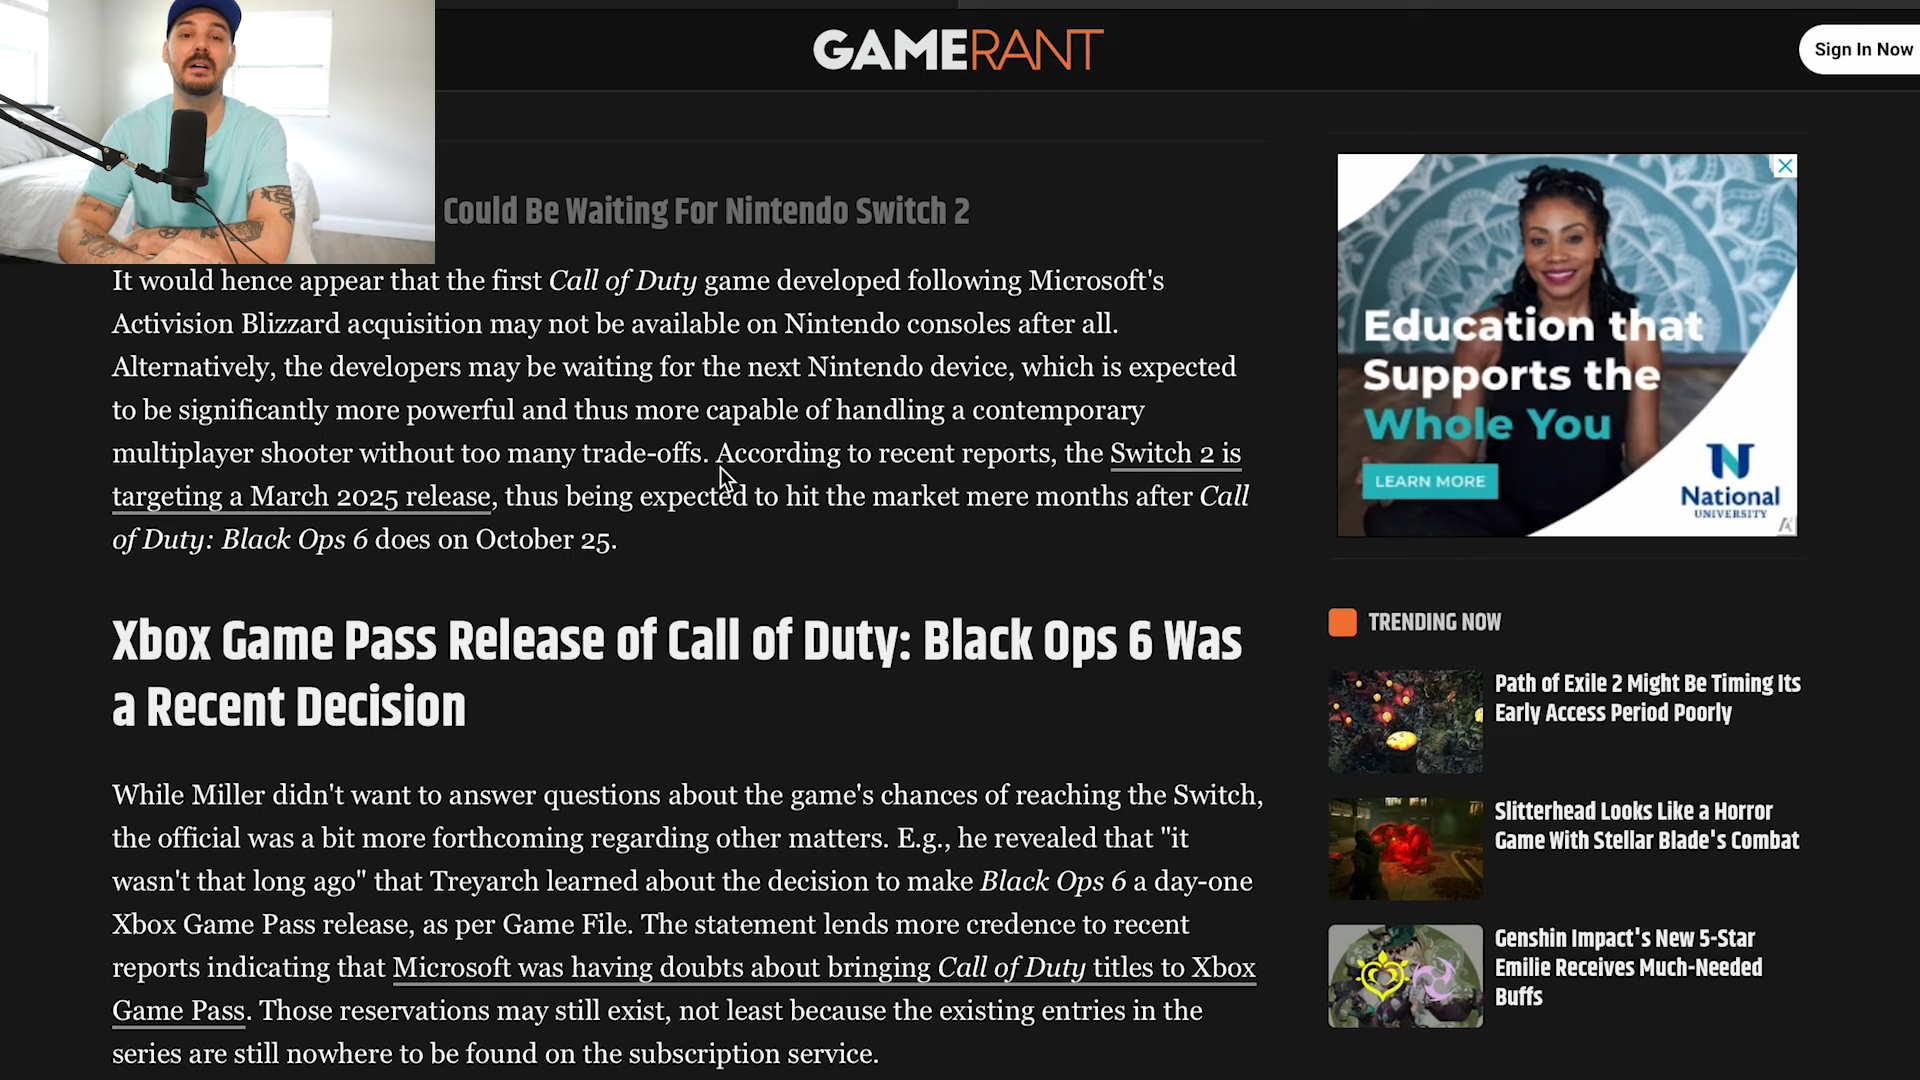 GAMERANT
Sign In Now
Could Be Waiting For Nintendo Switch 2
It would hence appear that the first Call of Duty game developed following Microsoft's
Activision Blizzard acquisition may not be available on Nintendo consoles after all.
Alternatively, the developers may be waiting for the next Nintendo device, which is expected
to be significantly more powerful and thus more capable of handling a contemporary
multiplayer shooter without too many trade-offs. According to recent reports, the Switch 2 is
targeting a March 2025 release, thus being expected to hit the market mere months after Call
of Duty: Black Ops 6 does on October 25.
Xbox Game Pass Release of Call of Duty: Black Ops 6 Was
a Recent Decision
While Miller didn't want to answer questions about the game's chances of reaching the Switch,
the official was a bit more forthcoming regarding other matters. E.g., he revealed that "it
wasn't that long ago" that Treyarch learned about the decision to make Black Ops 6 a day-one
Xbox Game Pass release, as per Game File. The statement lends more credence to recent
reports indicating that Microsoft was having doubts about bringing Call of Duty titles to Xbox
Game Pass. Those reservations may still exist, not least because the existing entries in the
series are still nowhere to be found on the subscription service.
Education that
Supports the
Whole You
LEARN MORE
National
UNIVERSITY
TRENDING NOW
Path of Exile 2 Might Be Timing Its
Early Access Period Poorly
Slitterhead Looks Like a Horror
Game With Stellar Blade's Combat
Genshin Impact's New 5-Star
Emilie Receives Much-Needed
Buffs